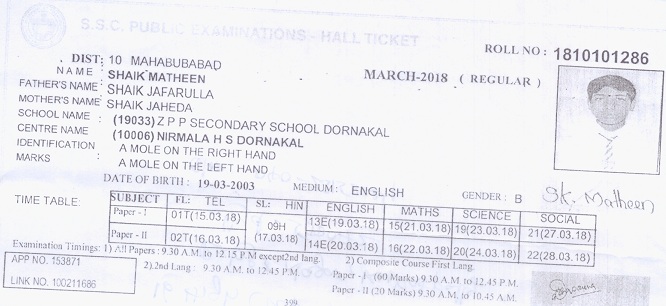 S.S.C. PUBLIC EXAMINATIONS - HALL TICKET
ROLL NO : 1810101286
DIST: 10 MAHABUBABAD
NAME : SHAIK MATHEEN
MARCH-2018 ( REGULAR )
FATHER'S NAME : SHAIK JAFARULLA
MOTHER'S NAME : SHAIK JAHEDA
SCHOOL NAME : (19033) Z P P SECONDARY SCHOOL DORNAKAL
CENTRE NAME : (10006) NIRMALA H S DORNAKAL
IDENTIFICATION MARKS : A MOLE ON THE RIGHT HAND
A MOLE ON THE LEFT HAND
DATE OF BIRTH : 19-03-2003 MEDIUM : ENGLISH GENDER : B Sk. Matheen
TIME TABLE:
SUBJECT FL: TEL SL: HIN ENGLISH MATHS SCIENCE SOCIAL
Paper - I 01T(15.03.18) 09H (17.03.18) 13E(19.03.18) 15(21.03.18) 19(23.03.18) 21(27.03.18)
Paper - II 02T(16.03.18) 14E(20.03.18) 16(22.03.18) 20(24.03.18) 22(28.03.18)
Examination Timings: 1) All Papers : 9.30 A.M. to 12.15 P.M except2nd lang. 2) Composite Course First Lang.
2).2nd Lang : 9.30 A.M. to 12.45 P.M. Paper - I (60 Marks) 9.30 A.M. to 12.45 P.M.
Paper - II (20 Marks) 9.30 A.M. to 10.45 A.M.
APP NO. 153871
LINK NO. 100211686
399